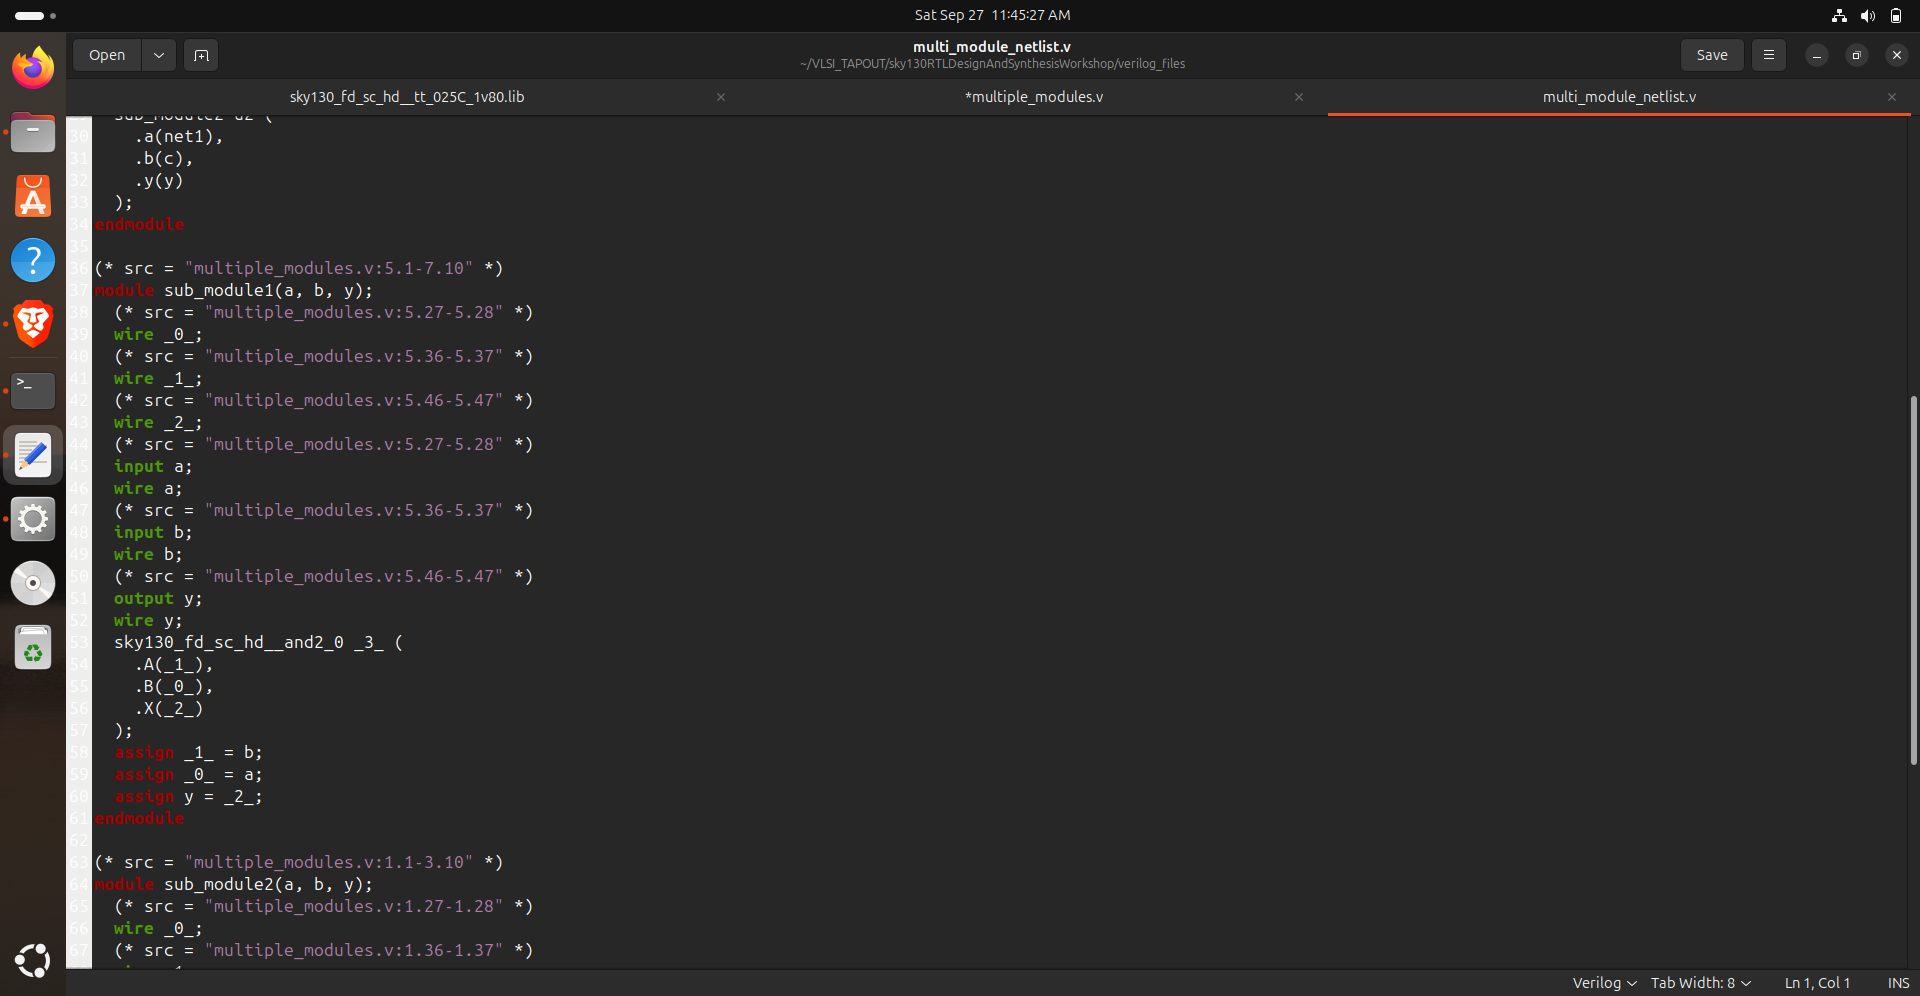 Sat Sep 27 11:45:27 AM
Open
multi_module_netlist.v
~/VLSI_TAPOUT/sky130RTLDesignAndSynthesisWorkshop/verilog_files
Save
sky130_fd_sc_hd__tt_025C_1v80.lib
*multiple_modules.v
multi_module_netlist.v
sub_module2 u2 (
30 .a(net1),
31 .b(c),
32 .y(y)
33 );
34 endmodule
35
36 (* src = "multiple_modules.v:5.1-7.10" *)
37 module sub_module1(a, b, y);
38 (* src = "multiple_modules.v:5.27-5.28" *)
39 wire _0_;
40 (* src = "multiple_modules.v:5.36-5.37" *)
41 wire _1_;
42 (* src = "multiple_modules.v:5.46-5.47" *)
43 wire _2_;
44 (* src = "multiple_modules.v:5.27-5.28" *)
45 input a;
46 wire a;
47 (* src = "multiple_modules.v:5.36-5.37" *)
48 input b;
49 wire b;
50 (* src = "multiple_modules.v:5.46-5.47" *)
51 output y;
52 wire y;
53 sky130_fd_sc_hd__and2_0 _3_ (
54 .A(_1_),
55 .B(_0_),
56 .X(_2_)
57 );
58 assign _1_ = b;
59 assign _0_ = a;
60 assign y = _2_;
61 endmodule
62
63 (* src = "multiple_modules.v:1.1-3.10" *)
64 module sub_module2(a, b, y);
65 (* src = "multiple_modules.v:1.27-1.28" *)
66 wire _0_;
67 (* src = "multiple_modules.v:1.36-1.37" *)
Verilog
Tab Width: 8
Ln 1, Col 1
INS